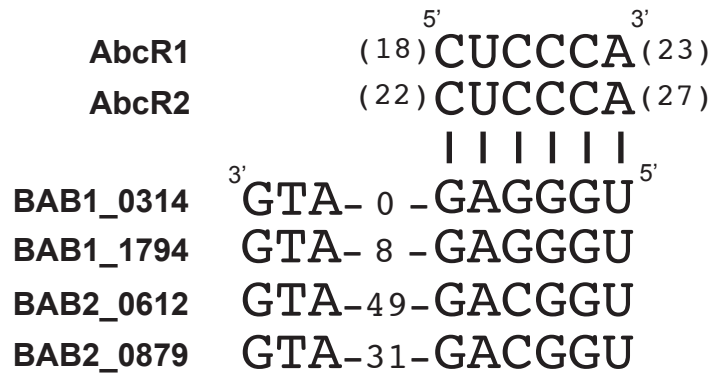 5' 3'
AbcR1 (18)CUCCCA(23)
AbcR2 (22)CUCCCA(27)
3' 5'
BAB1_0314 GTA-0-GAGGGU
BAB1_1794 GTA-8-GAGGGU
BAB2_0612 GTA-49-GACGGU
BAB2_0879 GTA-31-GACGGU